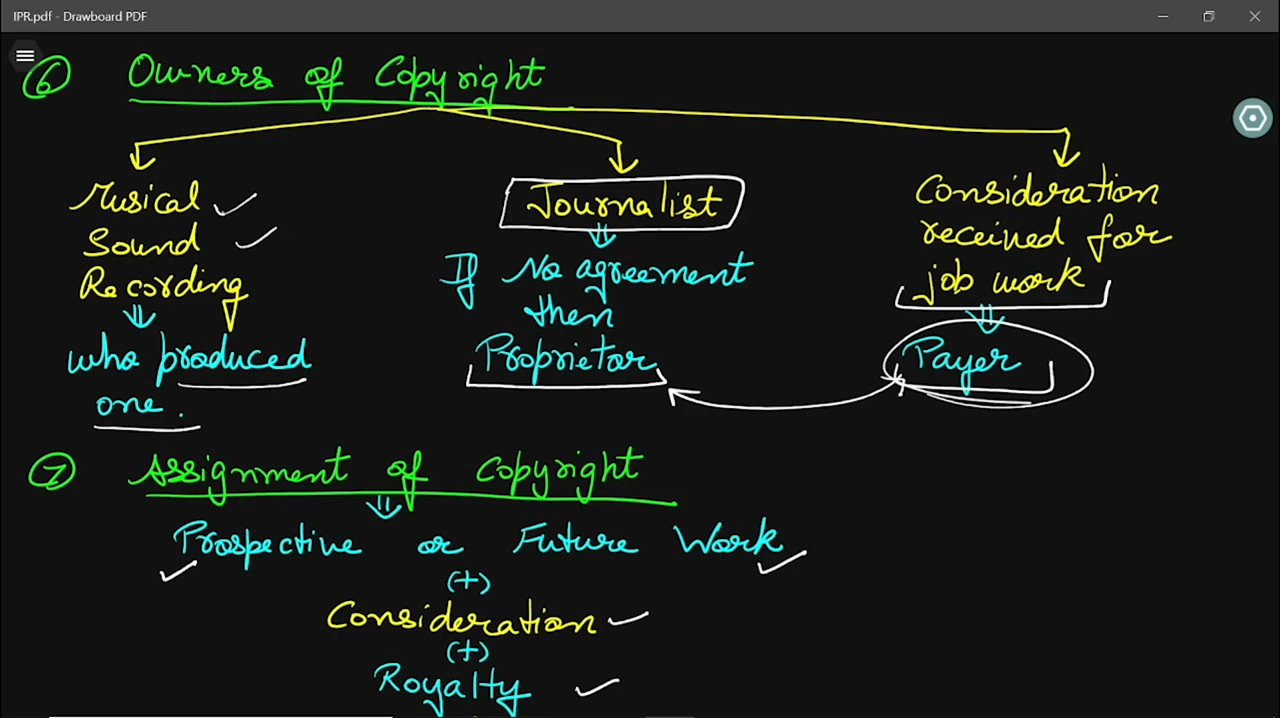 IPR.pdf - Drawboard PDF
6 Owners of Copyright
Musical
Sound
Recording
who produced
one.
Journalist
If No agreement
then
Proprietor
Consideration
received for
job work
Payer
7 Assignment of Copyright
Prospective or Future Work
(+)
Consideration
(+)
Royalty